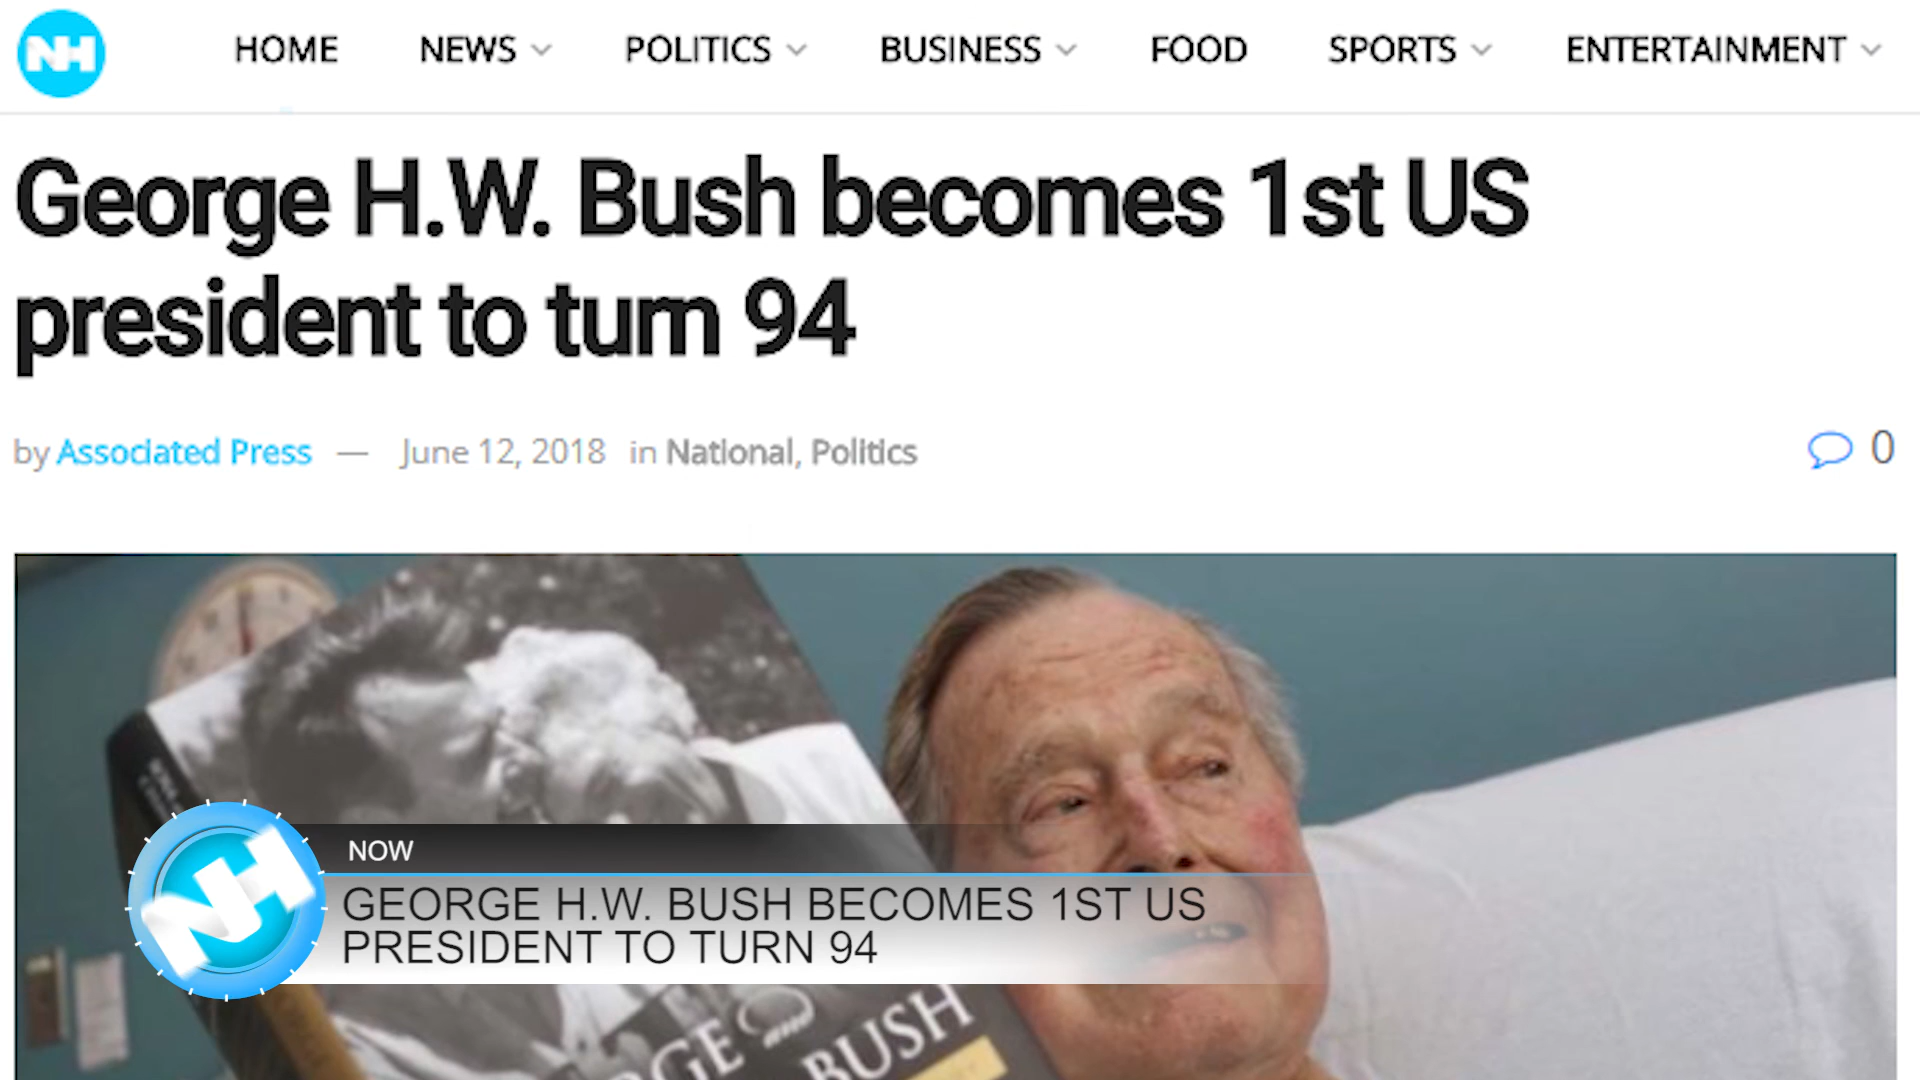 NH
HOME NEWS POLITICS BUSINESS FOOD SPORTS ENTERTAINMENT
George H.W. Bush becomes 1st US
president to turn 94
by Associated Press — June 12, 2018 in National, Politics
0
NOW
NH
GEORGE H.W. BUSH BECOMES 1ST US
PRESIDENT TO TURN 94
and
BUSH